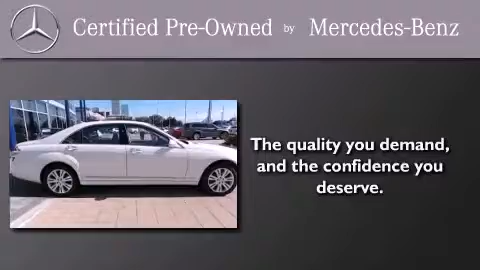 Certified Pre-Owned by Mercedes-Benz
The quality you demand,
and the confidence you
deserve.